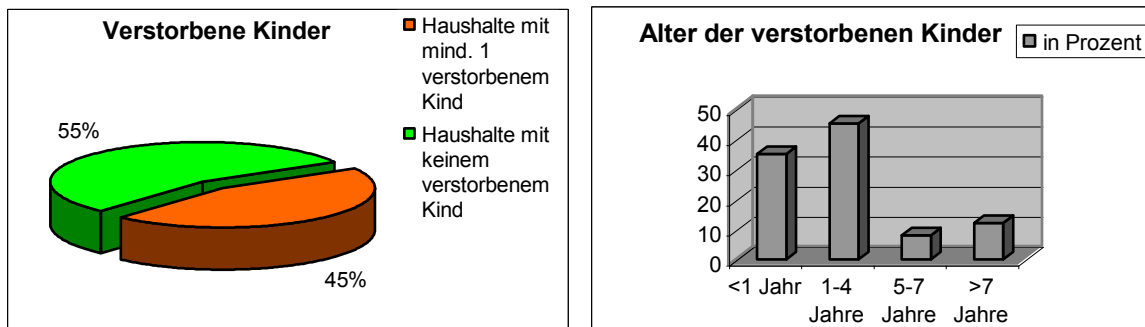 Verstorbene Kinder
Haushalte mit
mind. 1
verstorbenem
Kind
Haushalte mit
keinem
verstorbenem
Kind
55%
45%
Alter der verstorbenen Kinder
in Prozent
50
40
30
20
10
0
<1 Jahr
1-4
Jahre
5-7
Jahre
>7
Jahre